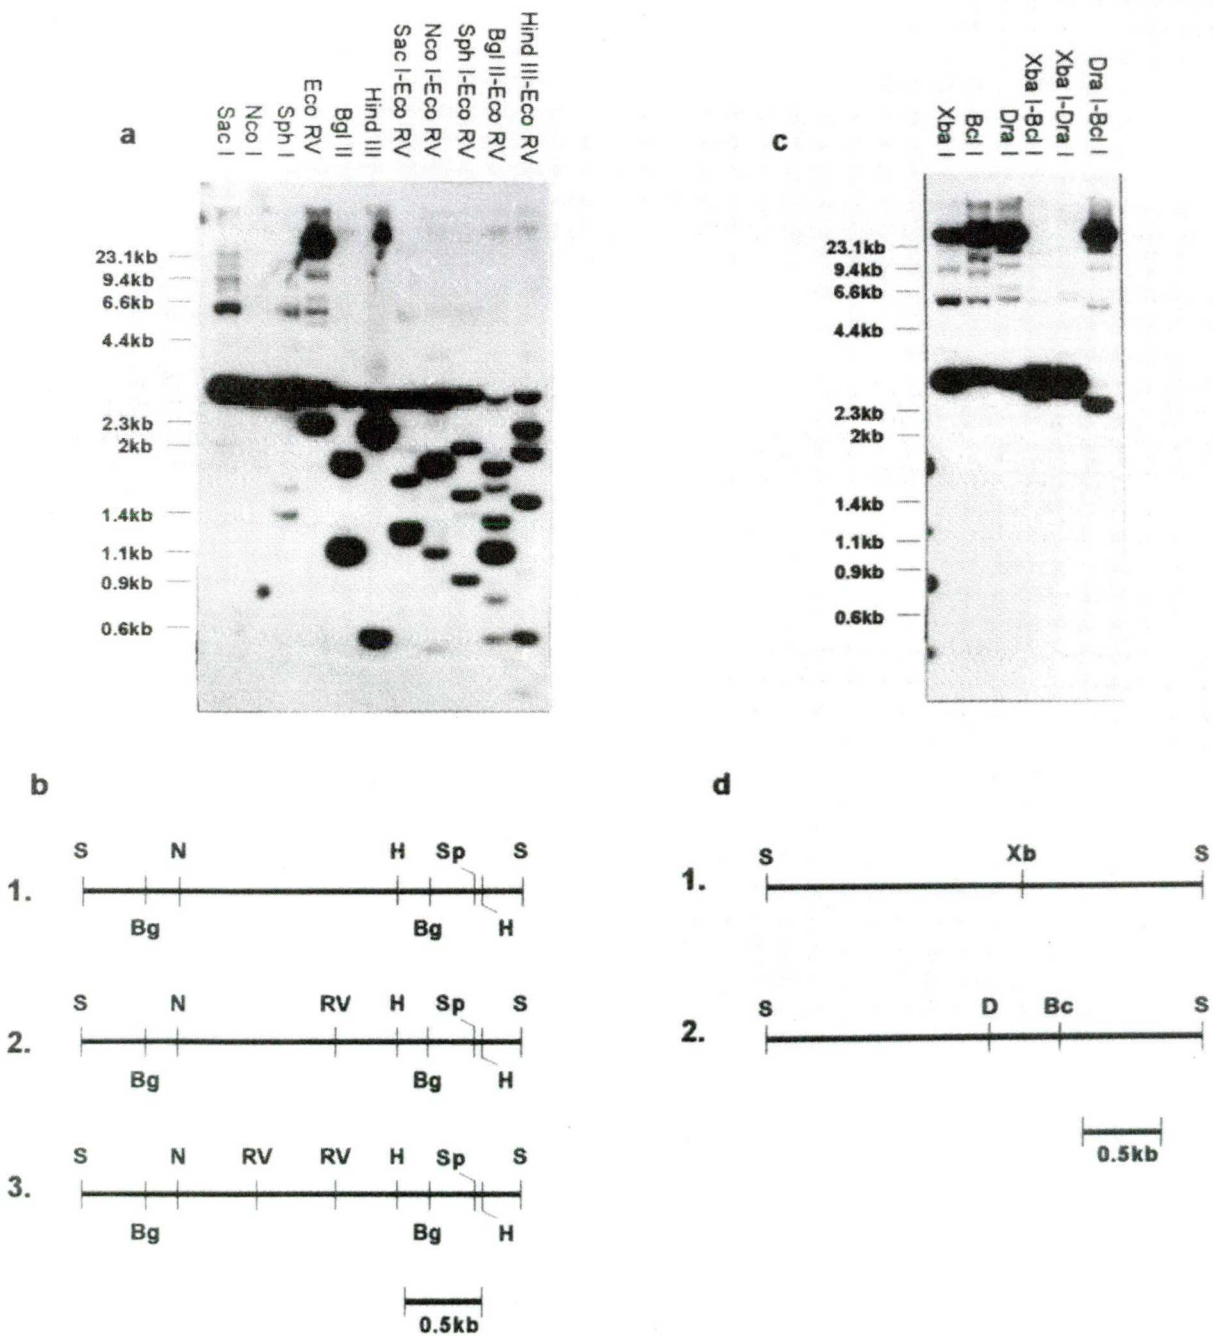 a
Sac I
Nco I
Sph I
Eco RV
Bgl II
Hind III
Sac I-Eco RV
Nco I-Eco RV
Sph I-Eco RV
Bgl II-Eco RV
Hind III-Eco RV
23.1kb
9.4kb
6.6kb
4.4kb
2.3kb
2kb
1.4kb
1.1kb
0.9kb
0.6kb
c
Xba I
Bcl I
Dra I
Xba I-Bcl I
Xba I-Dra I
Dra I-Bcl I
23.1kb
9.4kb
6.6kb
4.4kb
2.3kb
2kb
1.4kb
1.1kb
0.9kb
0.6kb
b
S N H Sp S
1.
Bg Bg H
S N RV H Sp S
2.
Bg Bg H
S N RV RV H Sp S
3.
Bg Bg H
0.5kb
d
S Xb S
1.
S D Bc S
2.
0.5kb